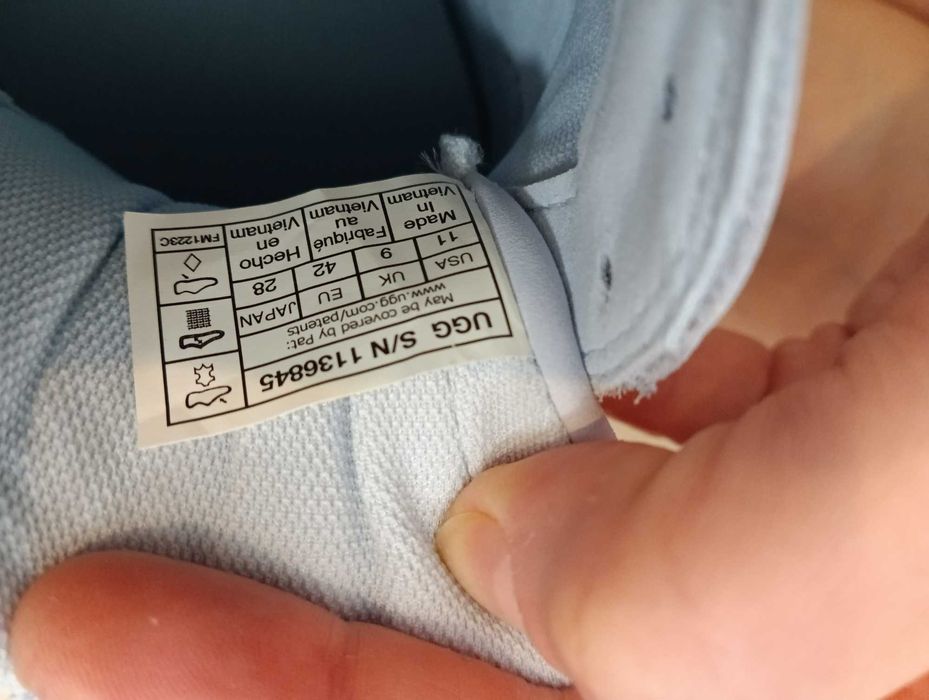 UGG S/N 1136845
May be covered by Pat:
www.ugg.com/patents
USA UK EU JAPAN
11 9 42 28
Made In Vietnam
Fabriqué au Vietnam
Hecho en Vietnam
FM1223C